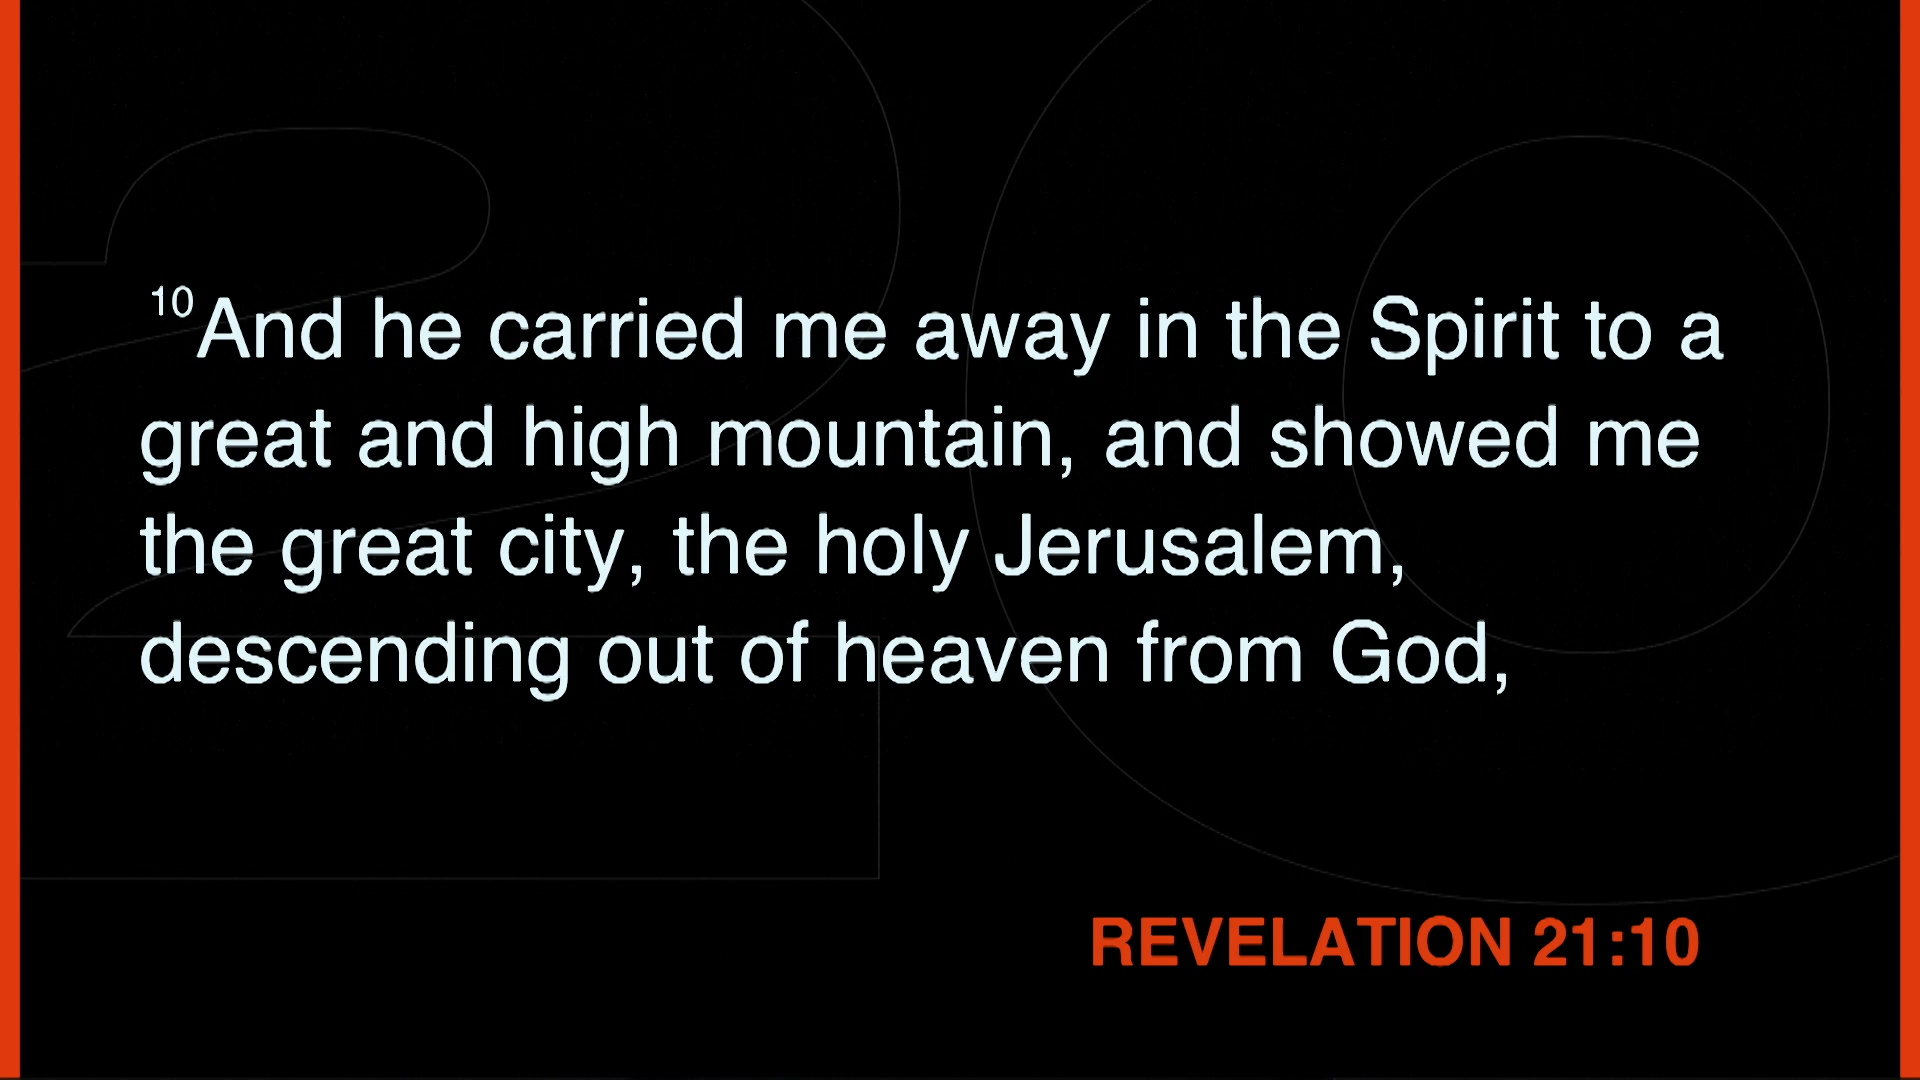 10And he carried me away in the Spirit to a
great and high mountain, and showed me
the great city, the holy Jerusalem,
descending out of heaven from God,
REVELATION 21:10